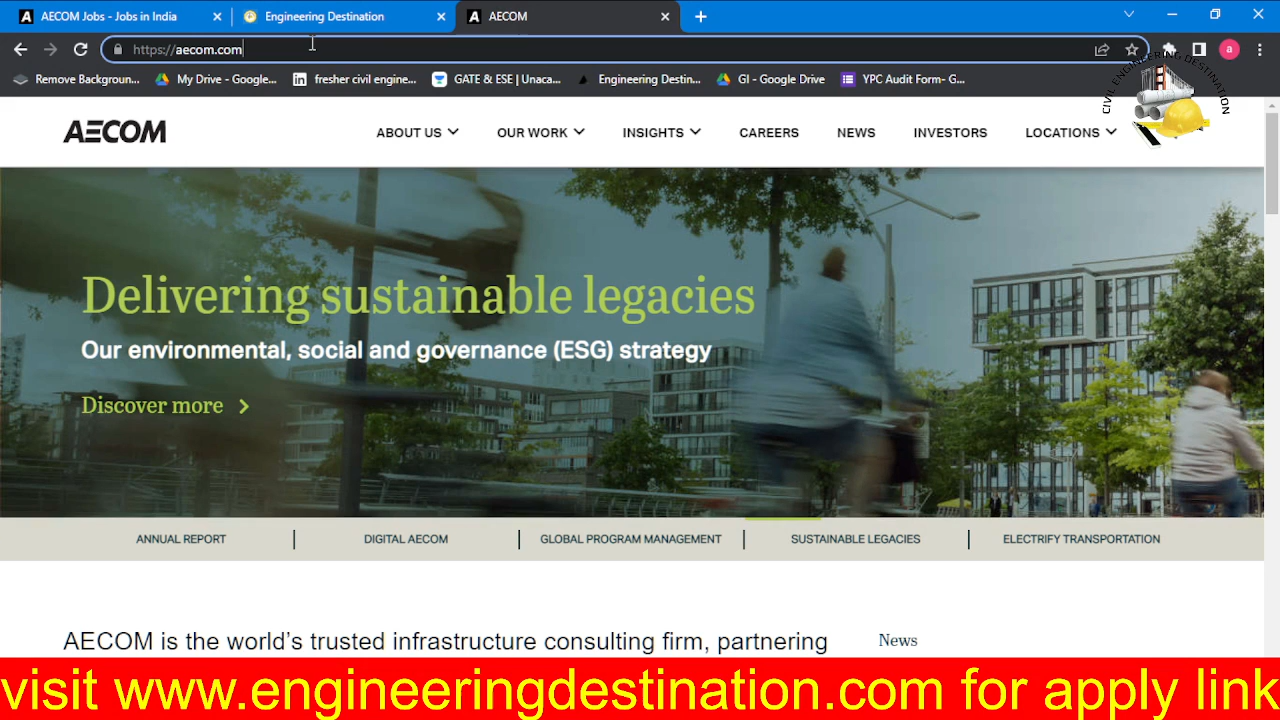 AECOM Jobs - Jobs in India
Engineering Destination
AECOM
https://aecom.com
a
Remove Backgroun...
My Drive - Google...
fresher civil engine...
GATE & ESE | Unaca...
Engineering Destin...
GI - Google Drive
YPC Audit Form- G...
CIVIL ENGINEERING DESTINATION
AECOM
ABOUT US
OUR WORK
INSIGHTS
CAREERS
NEWS
INVESTORS
LOCATIONS
Delivering sustainable legacies
Our environmental, social and governance (ESG) strategy
Discover more
ANNUAL REPORT
DIGITAL AECOM
GLOBAL PROGRAM MANAGEMENT
SUSTAINABLE LEGACIES
ELECTRIFY TRANSPORTATION
AECOM is the world’s trusted infrastructure consulting firm, partnering
News
visit www.engineeringdestination.com for apply link